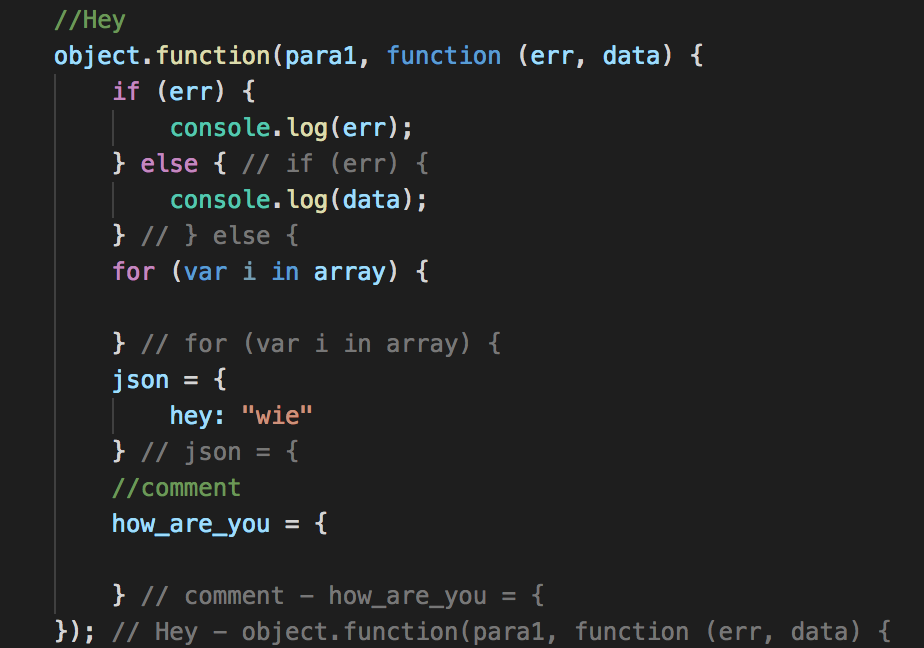 //Hey
object.function(para1, function (err, data) {
    if (err) {
        console.log(err);
    } else { // if (err) {
        console.log(data);
    } // } else {
    for (var i in array) {

    } // for (var i in array) {
    json = {
        hey: "wie"
    } // json = {
    //comment
    how_are_you = {

    } // comment – how_are_you = {
}); // Hey – object.function(para1, function (err, data) {